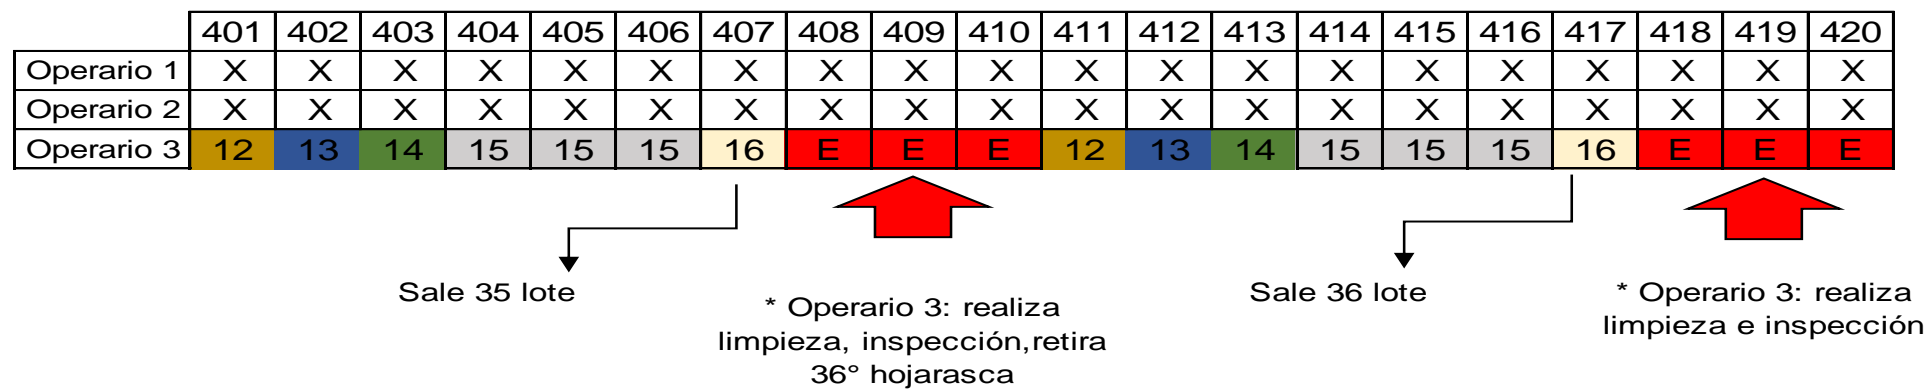 401 402 403 404 405 406 407 408 409 410 411 412 413 414 415 416 417 418 419 420
Operario 1 X X X X X X X X X X X X X X X X X X X X
Operario 2 X X X X X X X X X X X X X X X X X X X X
Operario 3 12 13 14 15 15 15 16 E E E 12 13 14 15 15 15 16 E E E
Sale 35 lote
* Operario 3: realiza
limpieza, inspección,retira
36° hojarasca
Sale 36 lote
* Operario 3: realiza
limpieza e inspección